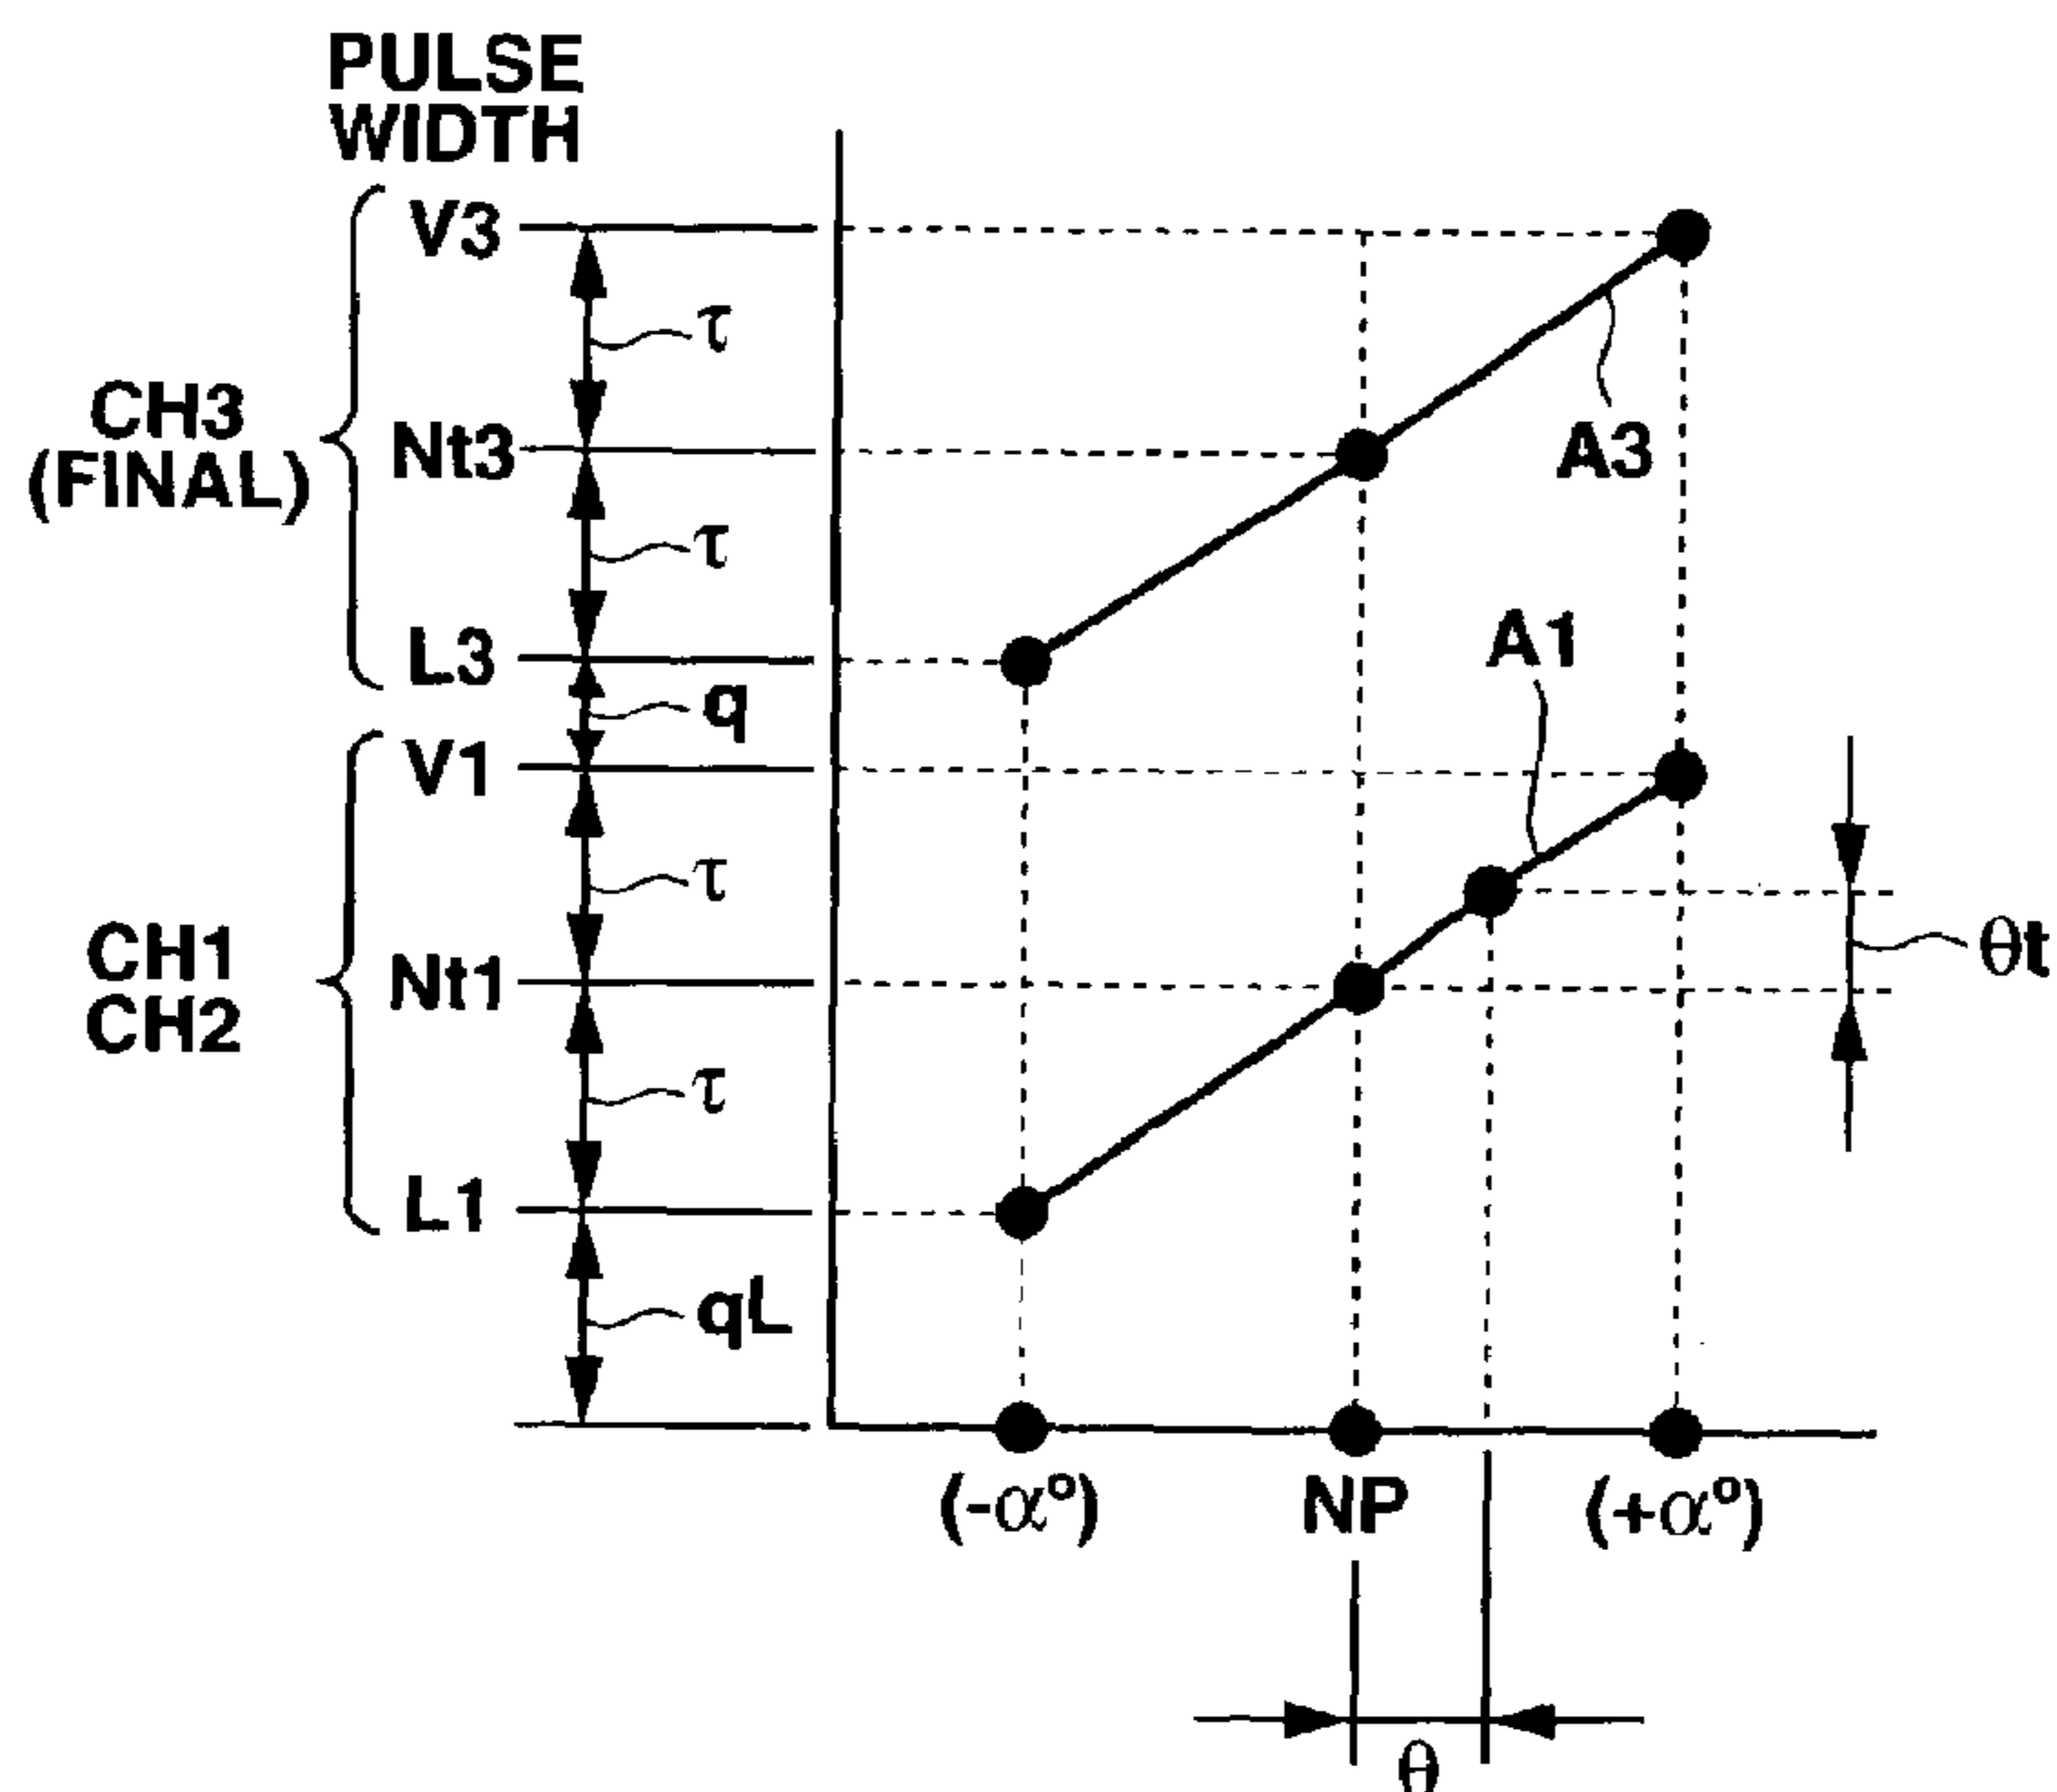 PULSE
WIDTH
V3
τ
CH3
(FINAL)
Nt3
A3
τ
A1
L3
q
V1
τ
CH1
CH2
Nt1
θt
τ
L1
qL
(-α°)
NP
(+α°)
θ